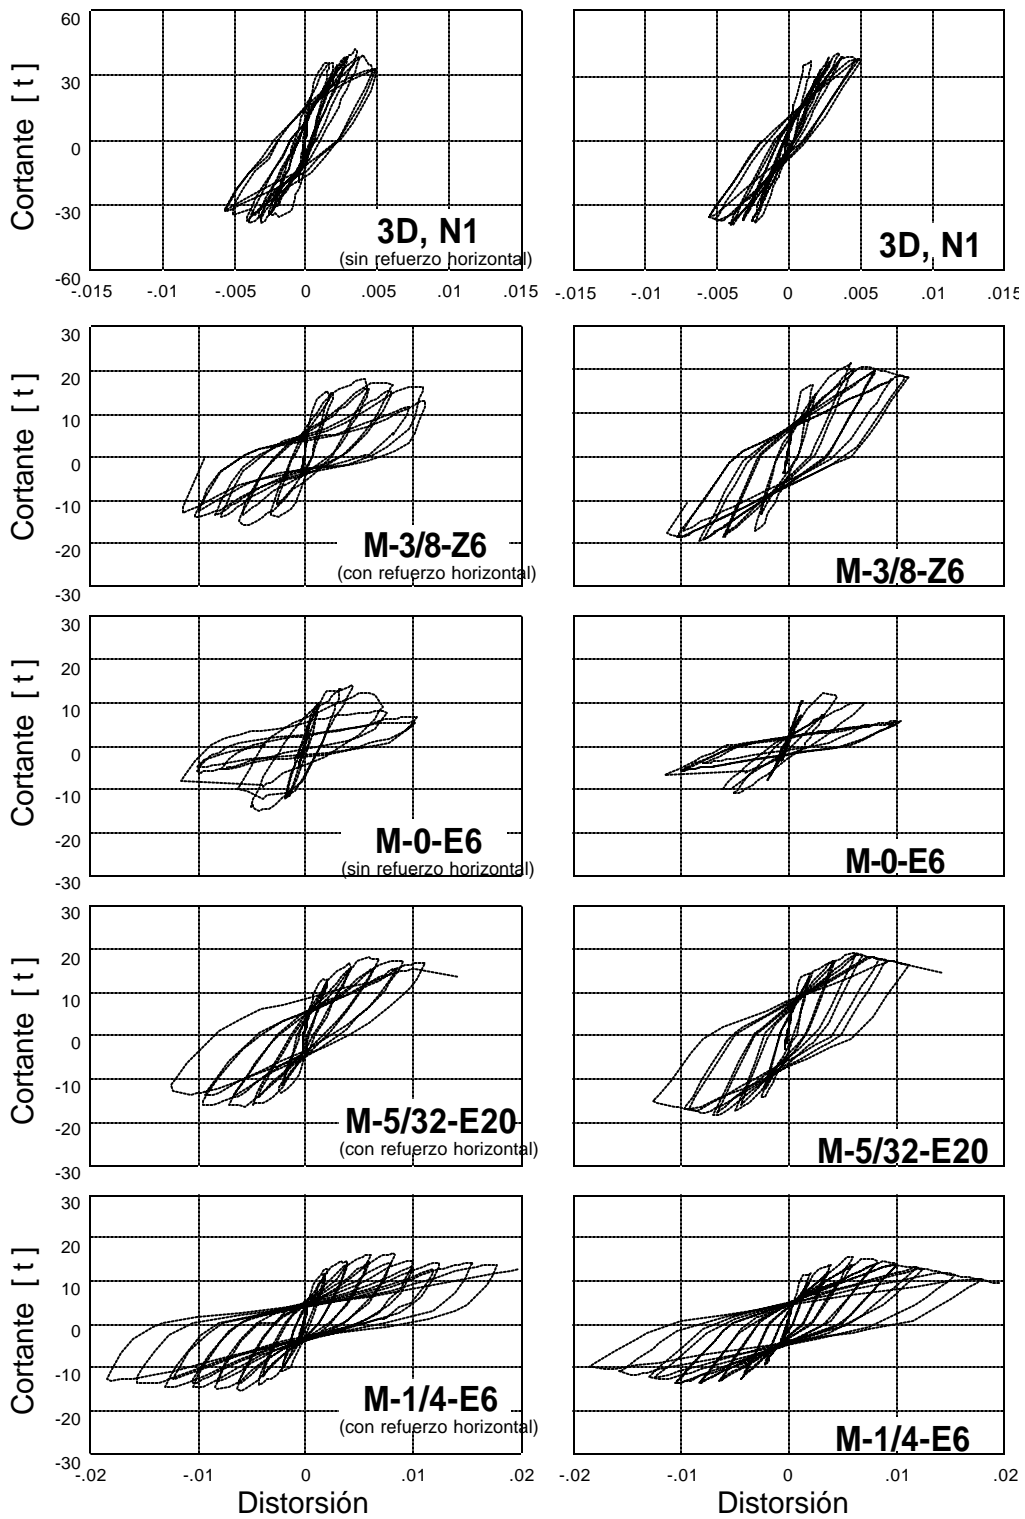 60
30
0
-30
-60
Cortante [ t ]
3D, N1
(sin refuerzo horizontal)
3D, N1
-.015 -.01 -.005 0 .005 .01 .015
-.015 -.01 -.005 0 .005 .01 .015
30
20
10
0
-10
-20
-30
Cortante [ t ]
M-3/8-Z6
(con refuerzo horizontal)
M-3/8-Z6
30
20
10
0
-10
-20
-30
Cortante [ t ]
M-0-E6
(sin refuerzo horizontal)
M-0-E6
30
20
10
0
-10
-20
-30
Cortante [ t ]
M-5/32-E20
(con refuerzo horizontal)
M-5/32-E20
30
20
10
0
-10
-20
-30
Cortante [ t ]
M-1/4-E6
(con refuerzo horizontal)
M-1/4-E6
-.02 -.01 0 .01 .02
-.02 -.01 0 .01 .02
Distorsión
Distorsión